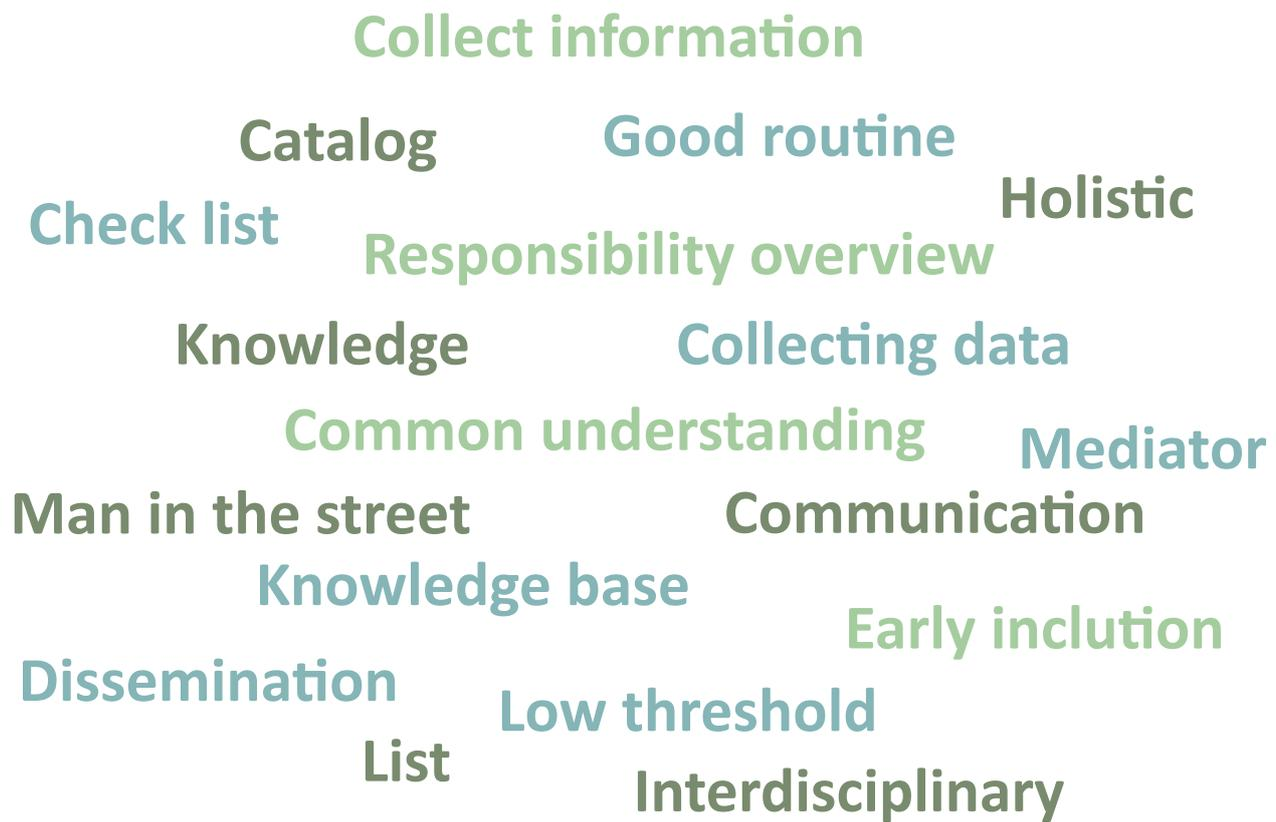 Collect information
Catalog
Good routine
Holistic
Check list
Responsibility overview
Knowledge
Collecting data
Common understanding
Mediator
Man in the street
Communication
Knowledge base
Early inclution
Dissemination
Low threshold
List
Interdisciplinary